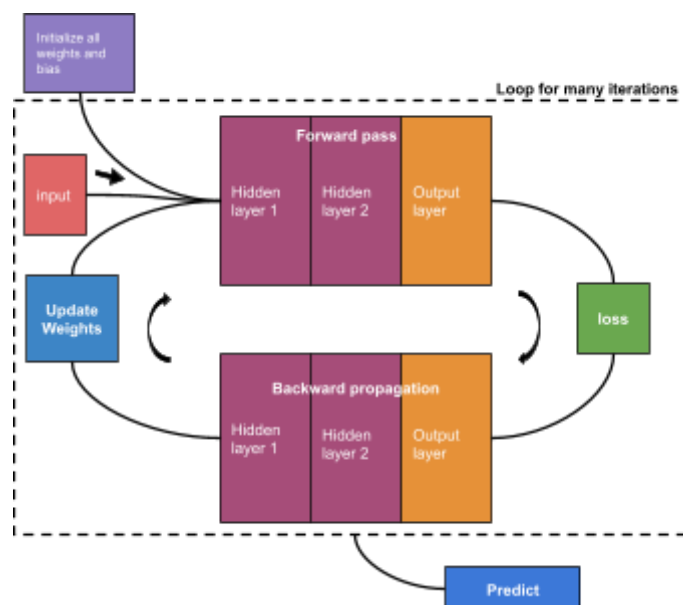 Initialize all
weights and
bias
Loop for many iterations
Forward pass
input
Hidden
layer 1
Hidden
layer 2
Output
layer
Update
Weights
loss
Backward propagation
Hidden
layer 1
Hidden
layer 2
Output
layer
Predict